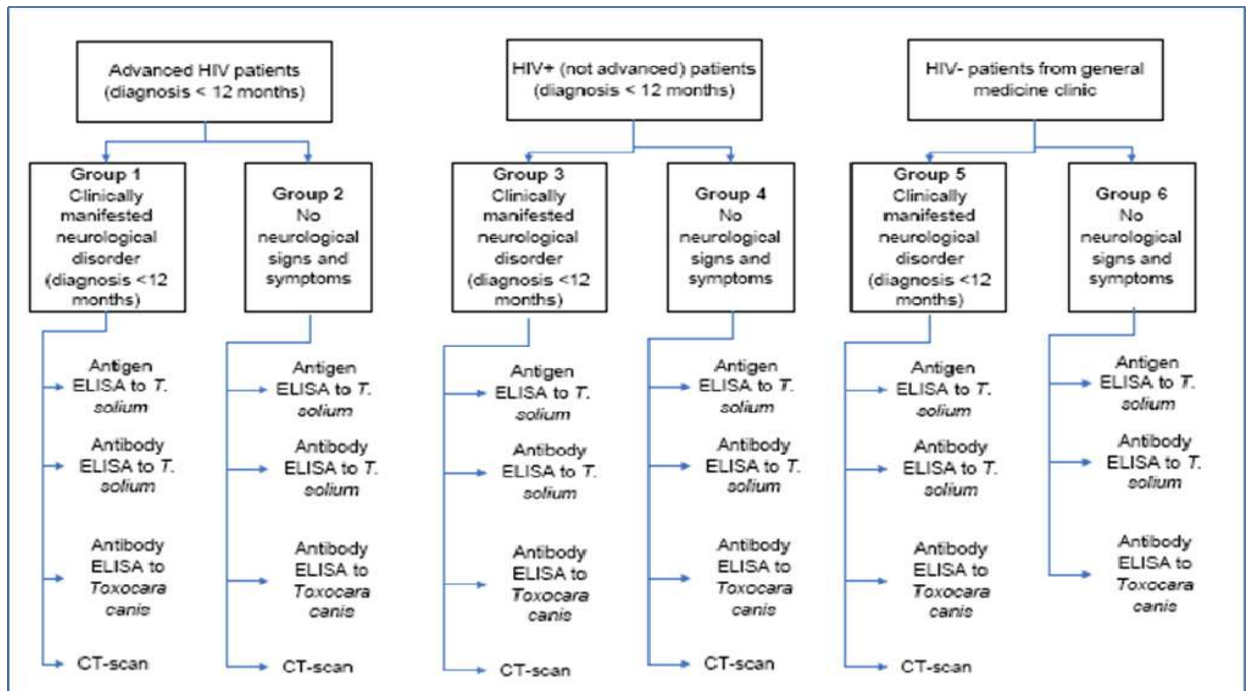 Advanced HIV patients
(diagnosis < 12 months)
HIV+ (not advanced) patients
(diagnosis < 12 months)
HIV- patients from general
medicine clinic
Group 1
Clinically
manifested
neurological
disorder
(diagnosis <12
months)
Group 2
No
neurological
signs and
symptoms
Group 3
Clinically
manifested
neurological
disorder
(diagnosis <12
months)
Group 4
No
neurological
signs and
symptoms
Group 5
Clinically
manifested
neurological
disorder
(diagnosis <12
months)
Group 6
No
neurological
signs and
symptoms
Antigen
ELISA to T.
solium
Antibody
ELISA to T.
solium
Antibody
ELISA to
Toxocara
canis
CT-scan
Antigen
ELISA to T.
solium
Antibody
ELISA to T.
solium
Antibody
ELISA to
Toxocara
canis
CT-scan
Antigen
ELISA to T.
solium
Antibody
ELISA to T.
solium
Antibody
ELISA to
Toxocara
canis
CT-scan
Antigen
ELISA to T.
solium
Antibody
ELISA to T.
solium
Antibody
ELISA to
Toxocara
canis
CT-scan
Antigen
ELISA to T.
solium
Antibody
ELISA to T.
solium
Antibody
ELISA to
Toxocara
canis
CT-scan
Antigen
ELISA to T.
solium
Antibody
ELISA to T.
solium
Antibody
ELISA to
Toxocara
canis